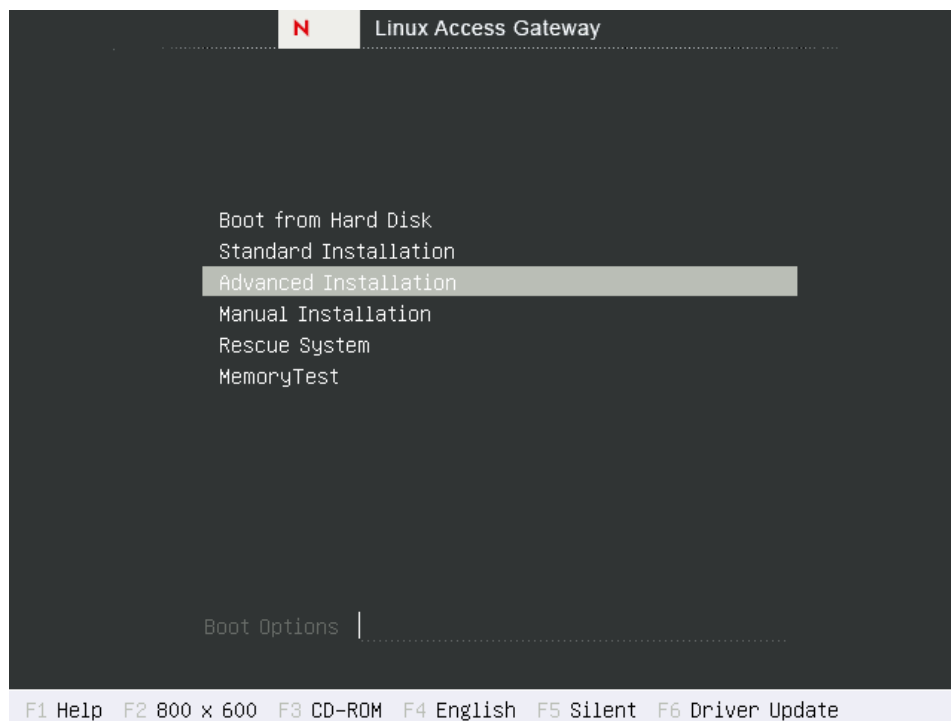 N Linux Access Gateway
Boot from Hard Disk
Standard Installation
Advanced Installation
Manual Installation
Rescue System
MemoryTest
Boot Options
F1 Help F2 800 x 600 F3 CD-ROM F4 English F5 Silent F6 Driver Update